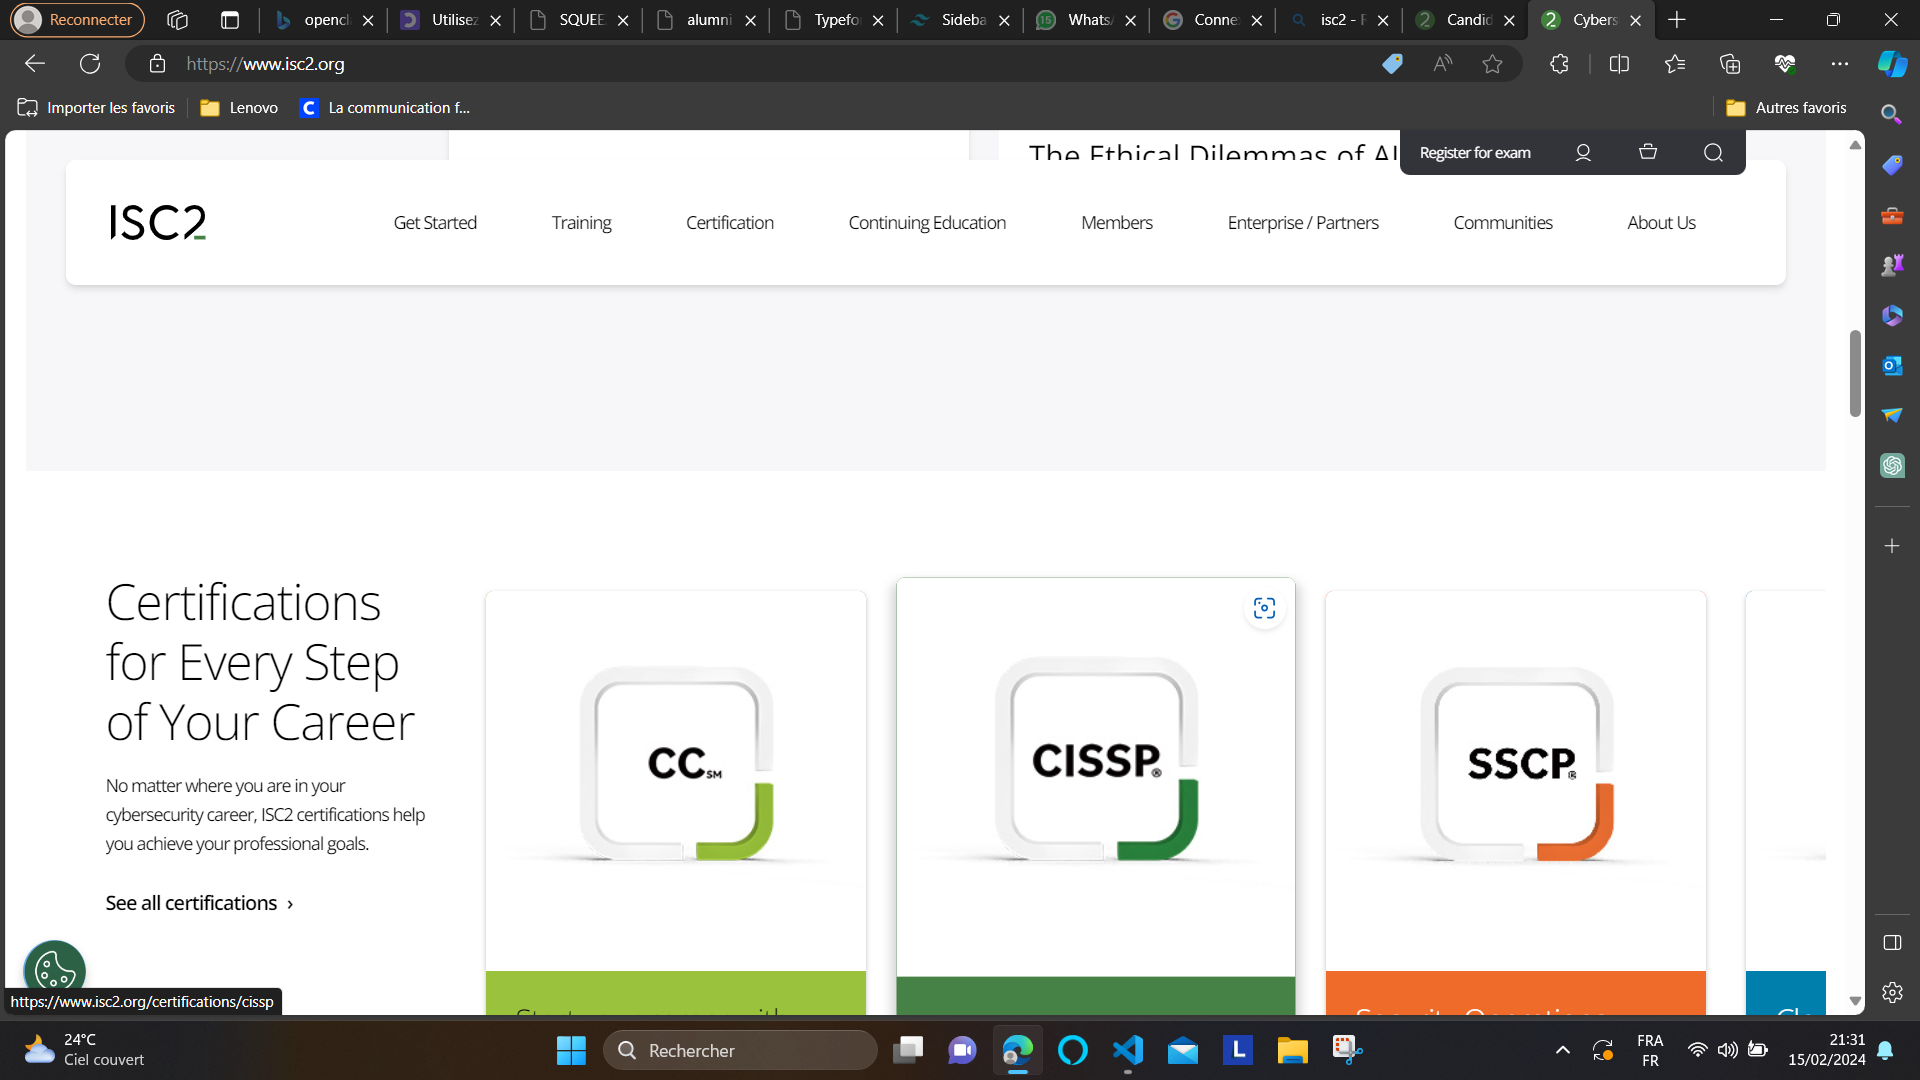 Reconnecter
opencl
Utilisez
SQUEE
alumni
Typefor
Sideba
WhatsA
Conne
isc2 - R
Candid
Cybers
https://www.isc2.org
Importer les favoris
Lenovo
La communication f...
Autres favoris
The Ethical Dilemmas of AI
Register for exam
ISC2
Get Started
Training
Certification
Continuing Education
Members
Enterprise / Partners
Communities
About Us
Certifications
for Every Step
of Your Career
No matter where you are in your
cybersecurity career, ISC2 certifications help
you achieve your professional goals.
See all certifications ›
CC SM
CISSP®
SSCP®
https://www.isc2.org/certifications/cissp
24°C
Ciel couvert
Rechercher
FRA
FR
21:31
15/02/2024